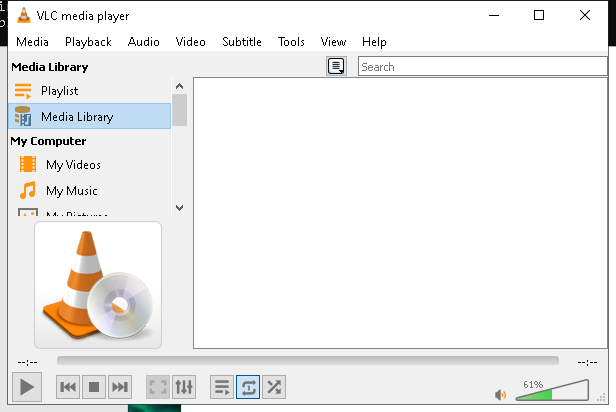 VLC media player
Media Playback Audio Video Subtitle Tools View Help
Media Library
Search
Playlist
Media Library
My Computer
My Videos
My Music
My Pictures
--:-- --:--
61%